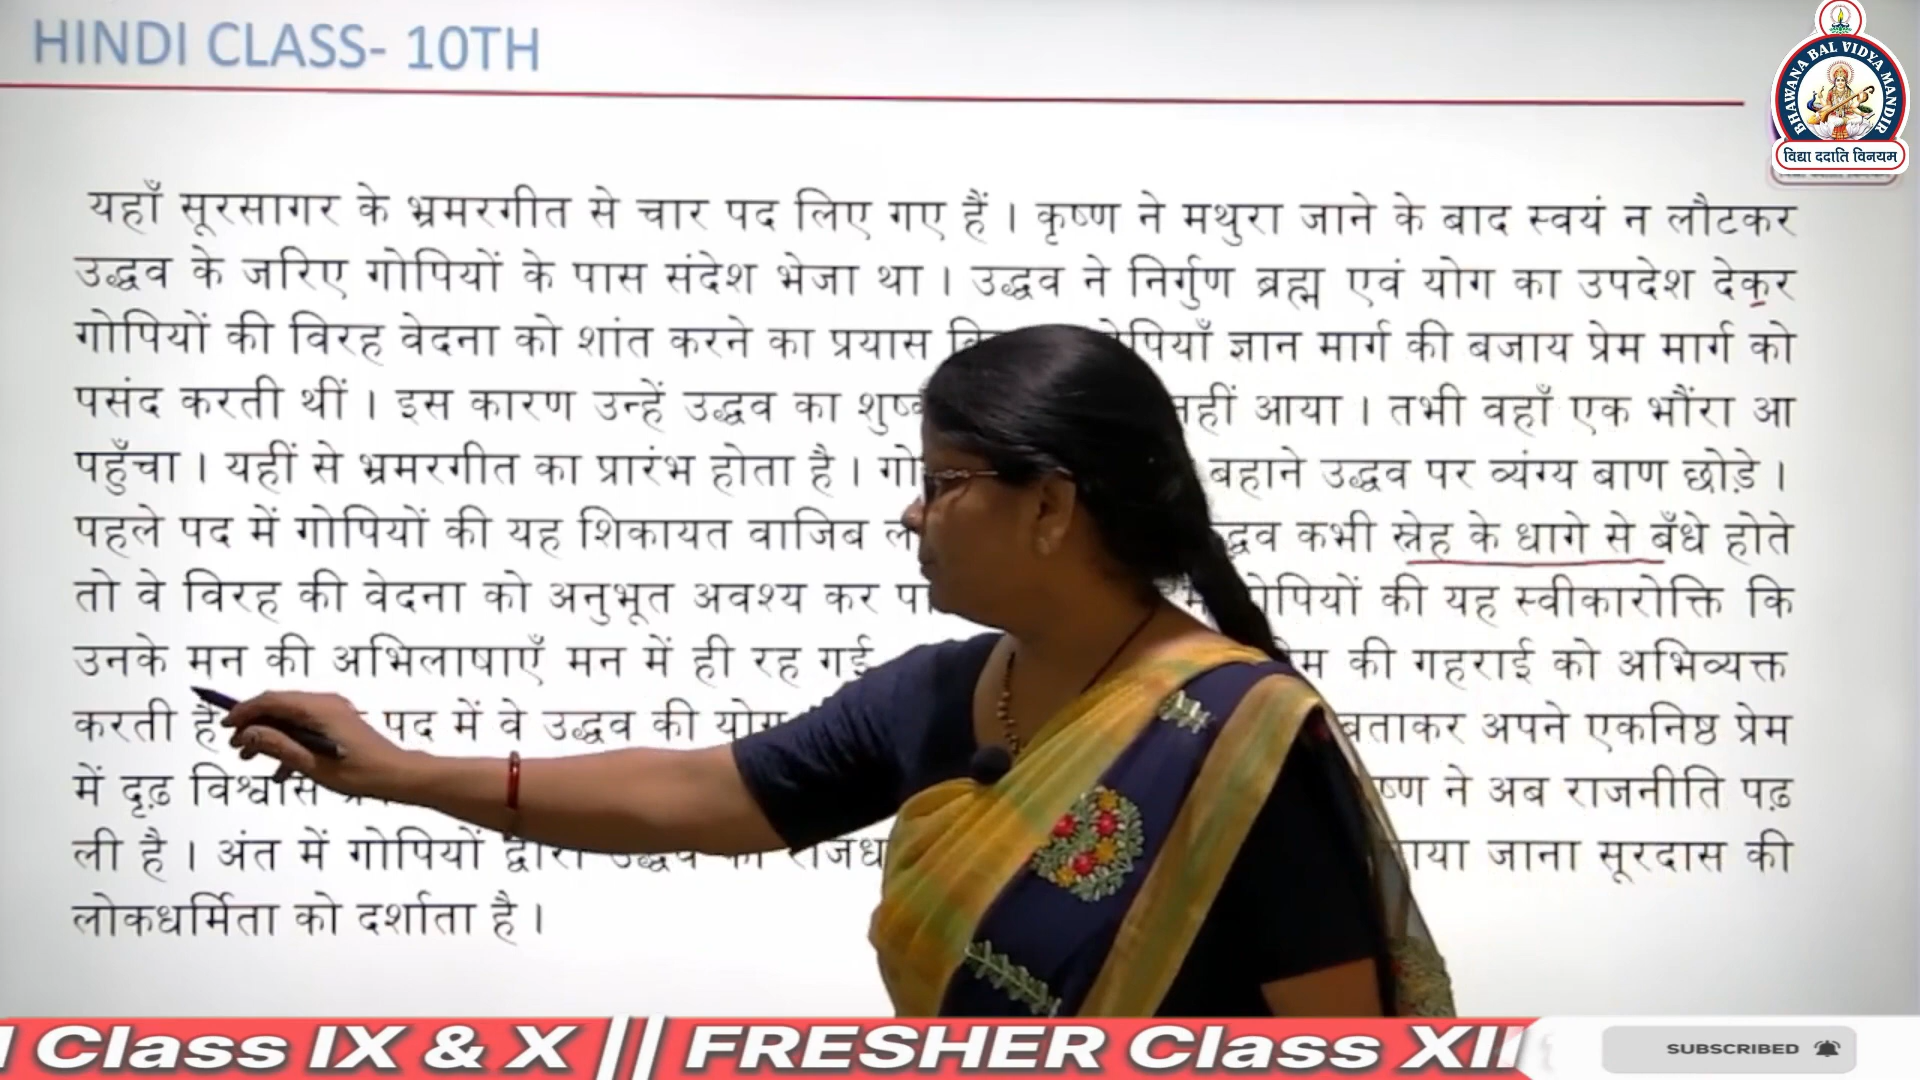 HINDI CLASS- 10TH
BHAWANA BAL VIDYA MANDIR
विद्या ददाति विनयम
यहाँ सूरसागर के भ्रमरगीत से चार पद लिए गए हैं । कृष्ण ने मथुरा जाने के बाद स्वयं न लौटकर
उद्धव के जरिए गोपियों के पास संदेश भेजा था । उद्धव ने निर्गुण ब्रह्म एवं योग का उपदेश देकर
गोपियों की विरह वेदना को शांत करने का प्रयास ज्ञान मार्ग की बजाय प्रेम मार्ग को
पसंद करती थीं । इस कारण उन्हें उद्धव का आया । तभी वहाँ एक भौंरा आ
पहुँचा । यहीं से भ्रमरगीत का प्रारंभ होता है । बहाने उद्धव पर व्यंग्य बाण छोड़े ।
पहले पद में गोपियों की यह शिकायत वाजिब कभी स्नेह के धागे से बँधे होते
तो वे विरह की वेदना को अनुभूत अवश्य कर की यह स्वीकारोक्ति कि
उनके मन की अभिलाषाएँ मन में ही रह गईं की गहराई को अभिव्यक्त
करती पद में वे उद्धव की बताकर अपने एकनिष्ठ प्रेम
में दृढ़ विश्वास ने अब राजनीति पढ़
ली है । अंत में गोपियों द्वारा उद्धव को जाना सूरदास की
लोकधर्मिता को दर्शाता है ।
Class IX & X || FRESHER Class
SUBSCRIBED